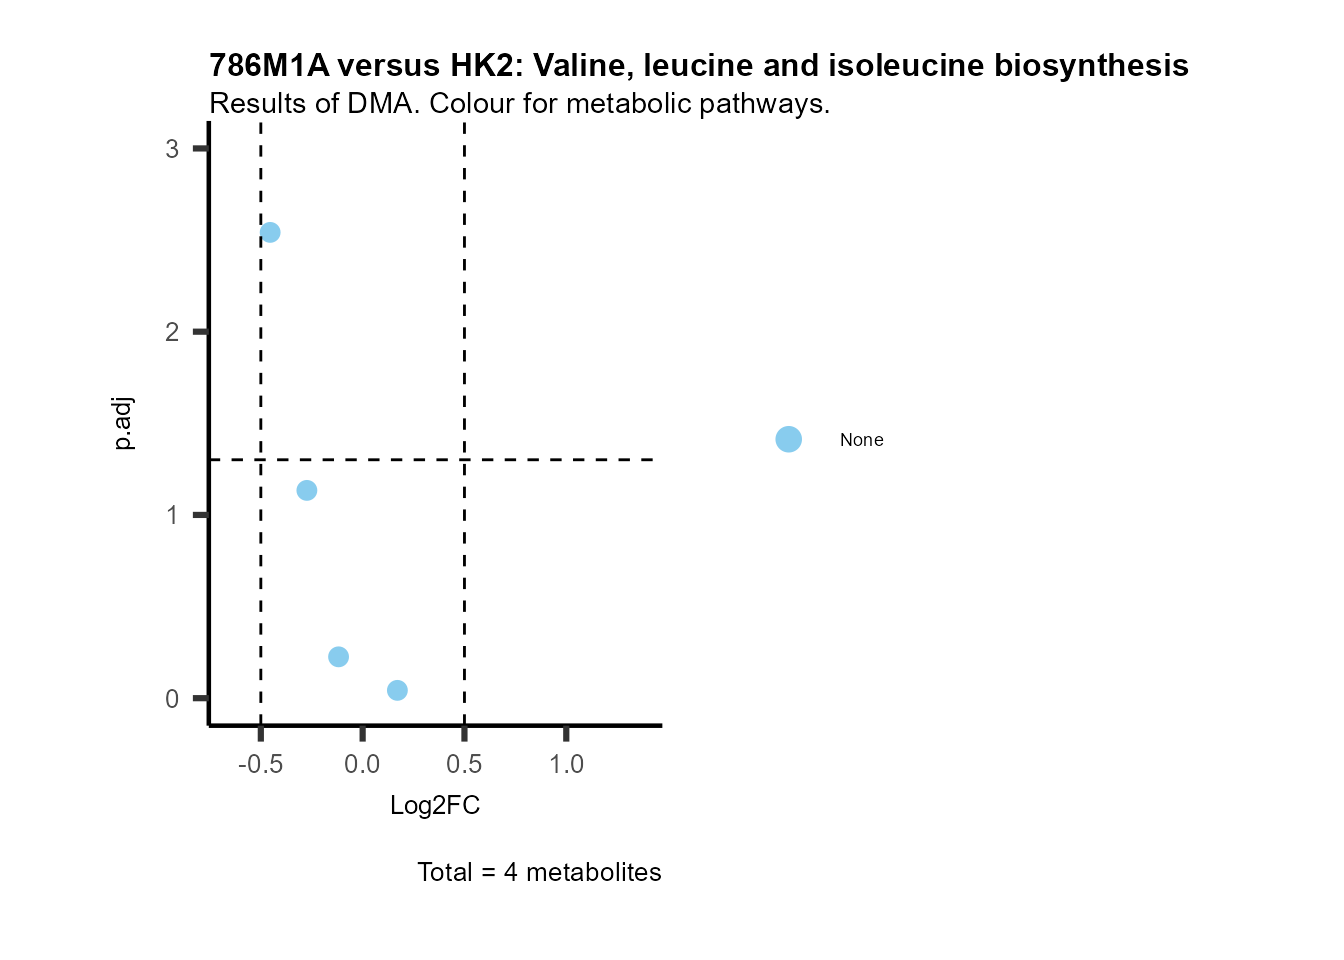 786M1A versus HK2: Valine, leucine and isoleucine biosynthesis
Results of DMA. Colour for metabolic pathways.
3
2
1
0
p.adj
-0.5 0.0 0.5 1.0
Log2FC
None
Total = 4 metabolites